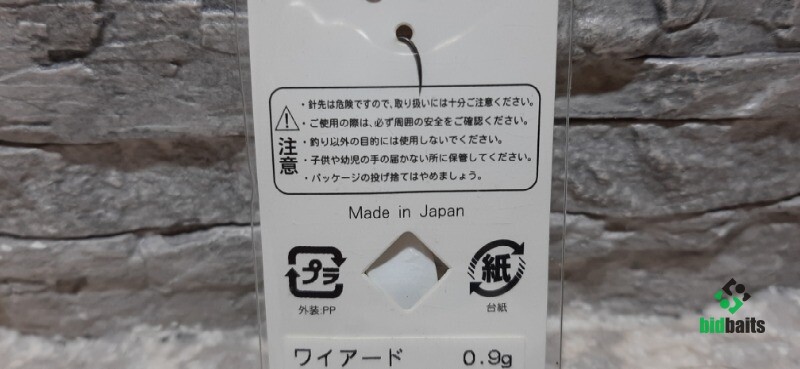 ・針先は危険ですので、取り扱いには十分ご注意ください。
・ご使用の際は、必ず周囲の安全をご確認ください。
注意
・釣り以外の目的には使用しないでください。
・子供や幼児の手の届かない所に保管してください。
・パッケージの投げ捨てはやめましょう。
Made in Japan
プラ
紙
外装:PP
台紙
bidbaits
ワイアード 0.9g